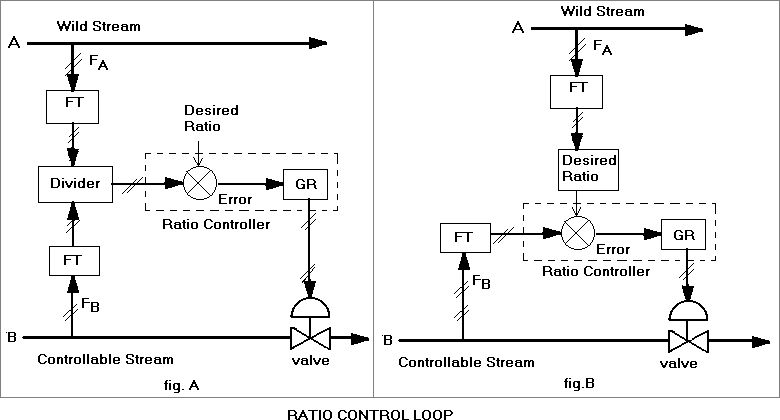 Wild Stream
A
FA
FT
Desired
Ratio
Divider
GR
Error
Ratio Controller
FT
FB
B
Controllable Stream
valve
fig. A
Wild Stream
A
FA
FT
Desired
Ratio
FT
GR
Error
Ratio Controller
FB
B
Controllable Stream
valve
fig.B
RATIO CONTROL LOOP